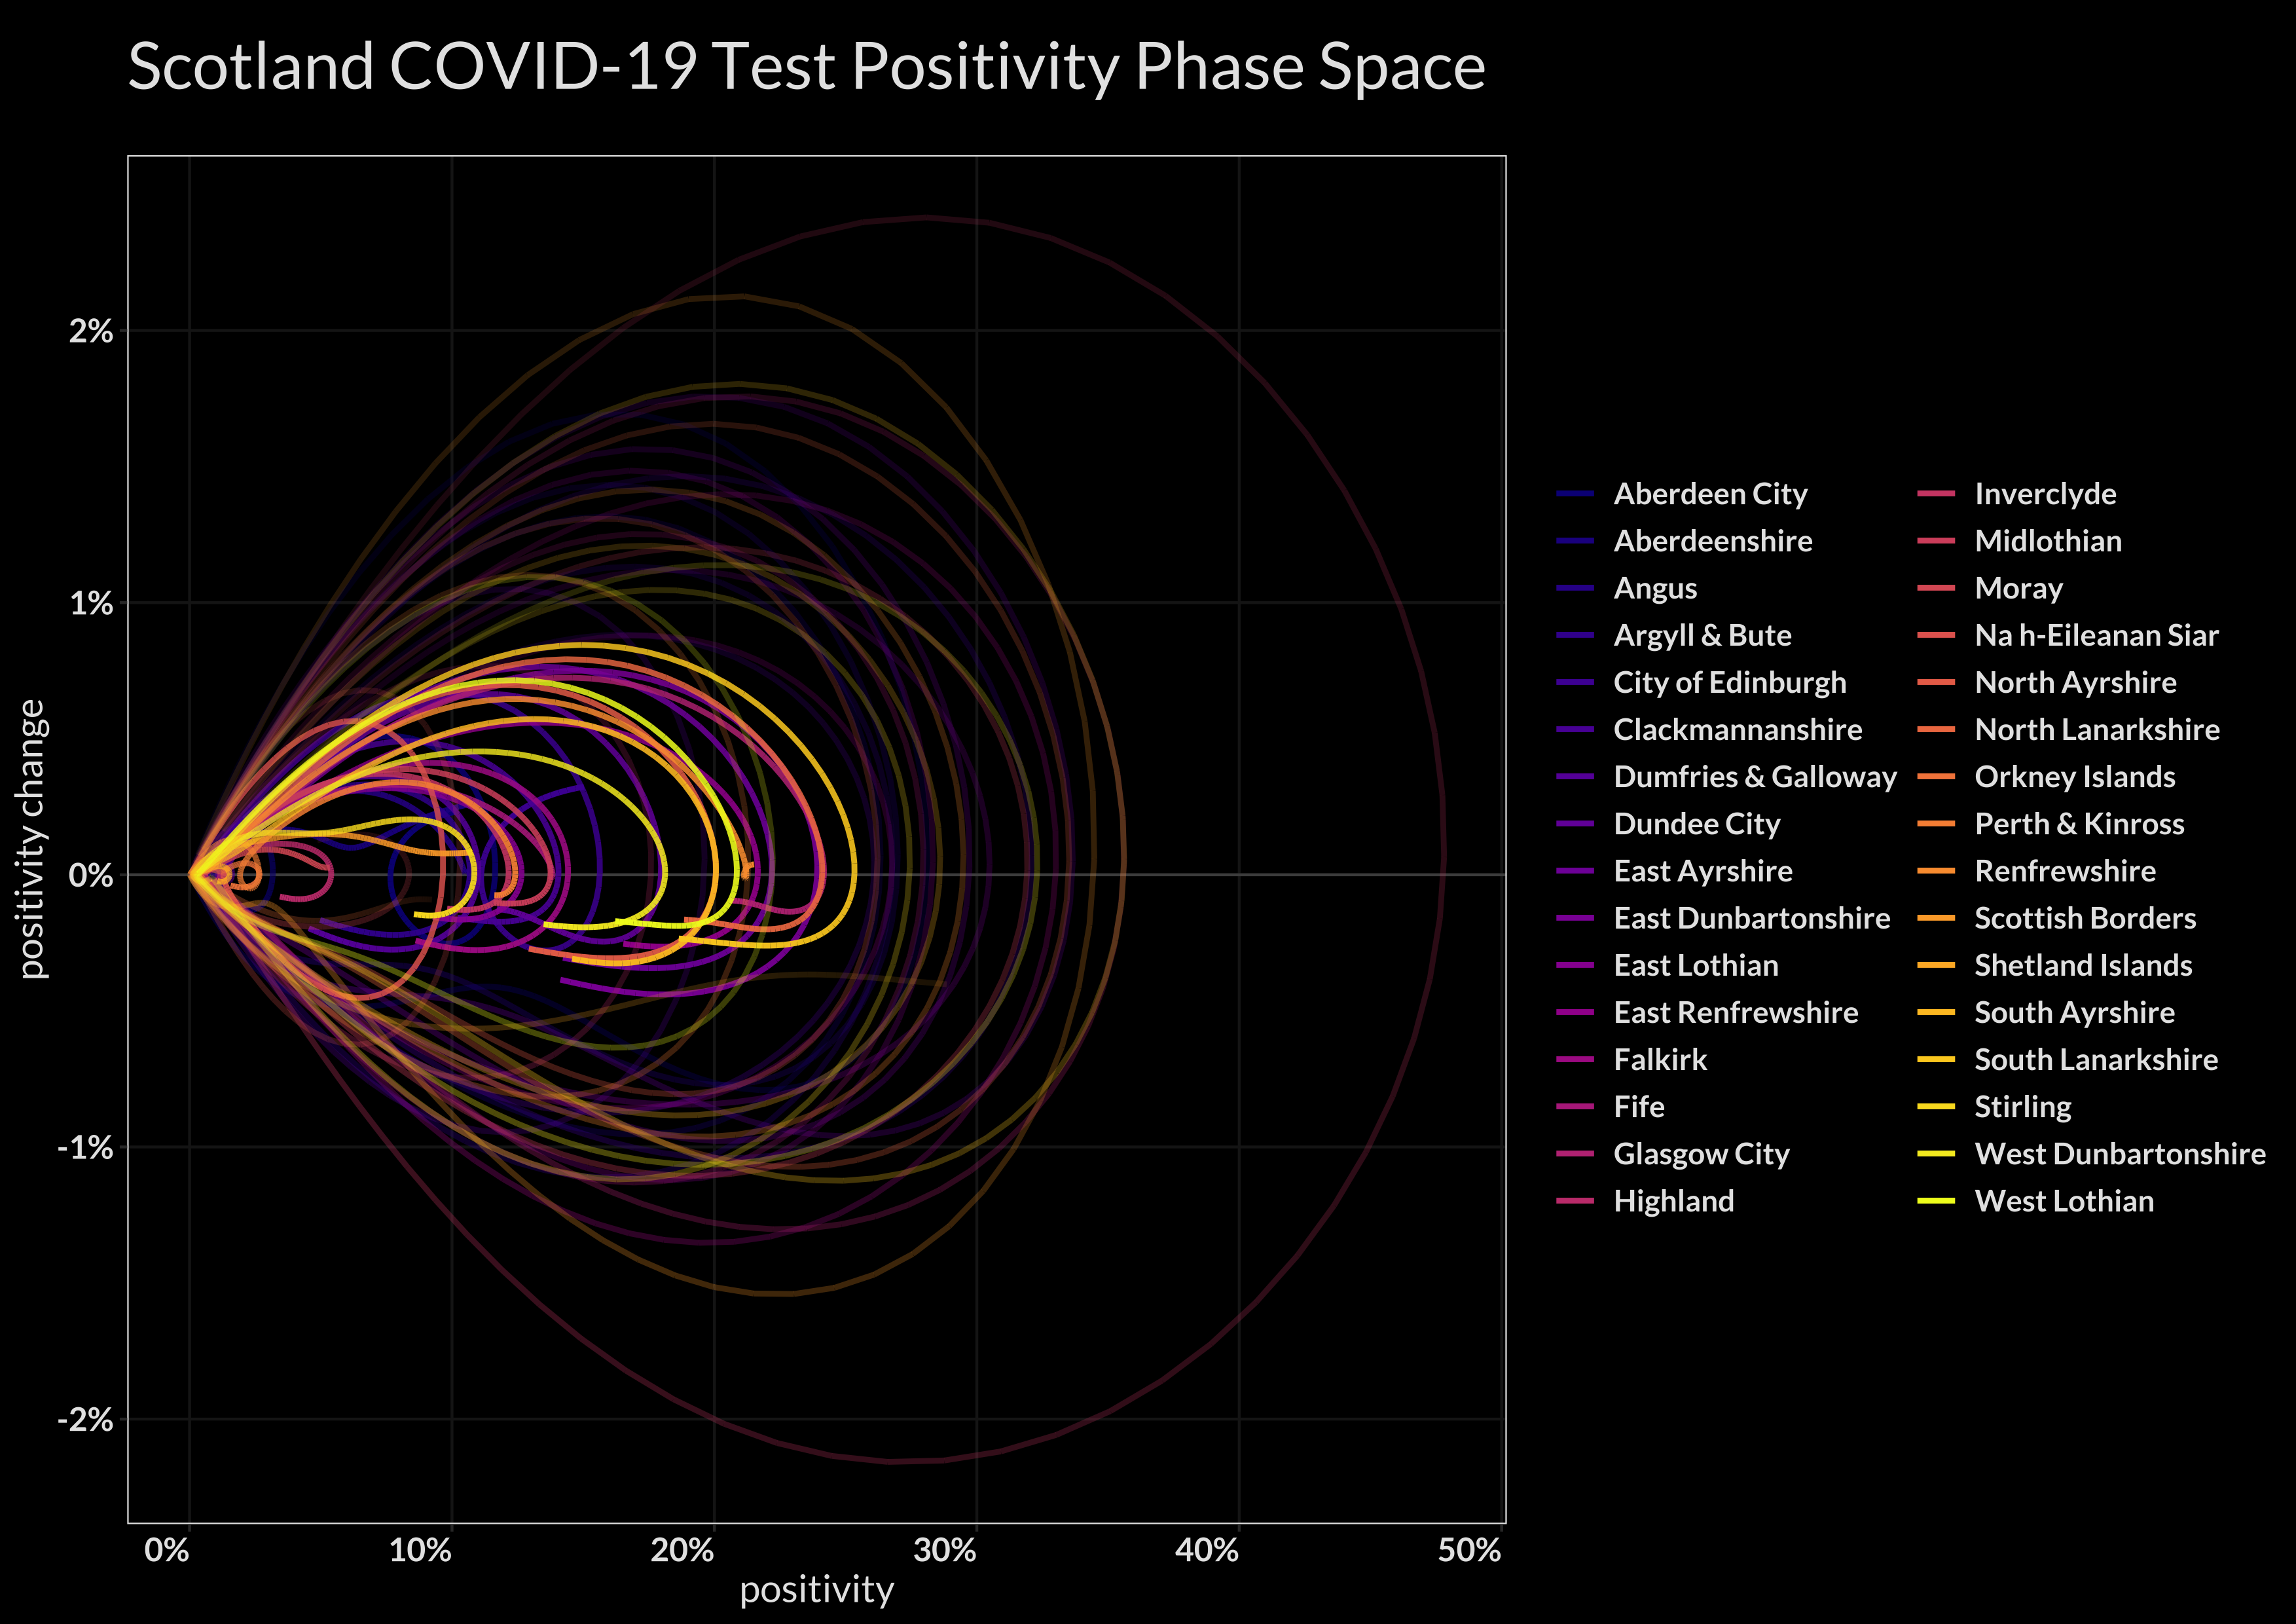 Scotland COVID-19 Test Positivity Phase Space
positivity change
2%
1%
0%
-1%
-2%
0% 10% 20% 30% 40% 50%
positivity
Aberdeen City
Aberdeenshire
Angus
Argyll & Bute
City of Edinburgh
Clackmannanshire
Dumfries & Galloway
Dundee City
East Ayrshire
East Dunbartonshire
East Lothian
East Renfrewshire
Falkirk
Fife
Glasgow City
Highland
Inverclyde
Midlothian
Moray
Na h-Eileanan Siar
North Ayrshire
North Lanarkshire
Orkney Islands
Perth & Kinross
Renfrewshire
Scottish Borders
Shetland Islands
South Ayrshire
South Lanarkshire
Stirling
West Dunbartonshire
West Lothian